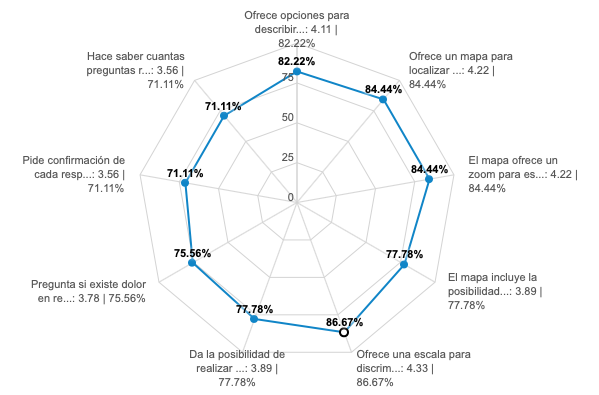 Ofrece opciones para
describir...: 4.11 |
82.22%
82.22%
Hace saber cuantas
preguntas r...: 3.56 |
71.11%
71.11%
Ofrece un mapa para
localizar ...: 4.22 |
84.44%
84.44%
75
50
25
0
Pide confirmación de
cada resp...: 3.56 |
71.11%
71.11%
El mapa ofrece un
zoom para es...: 4.22 |
84.44%
84.44%
Pregunta si existe dolor
en re...: 3.78 | 75.56%
75.56%
El mapa incluye la
posibilidad...: 3.89 |
77.78%
77.78%
Da la posibilidad de
realizar ...: 3.89 |
77.78%
77.78%
Ofrece una escala para
discrim...: 4.33 |
86.67%
86.67%